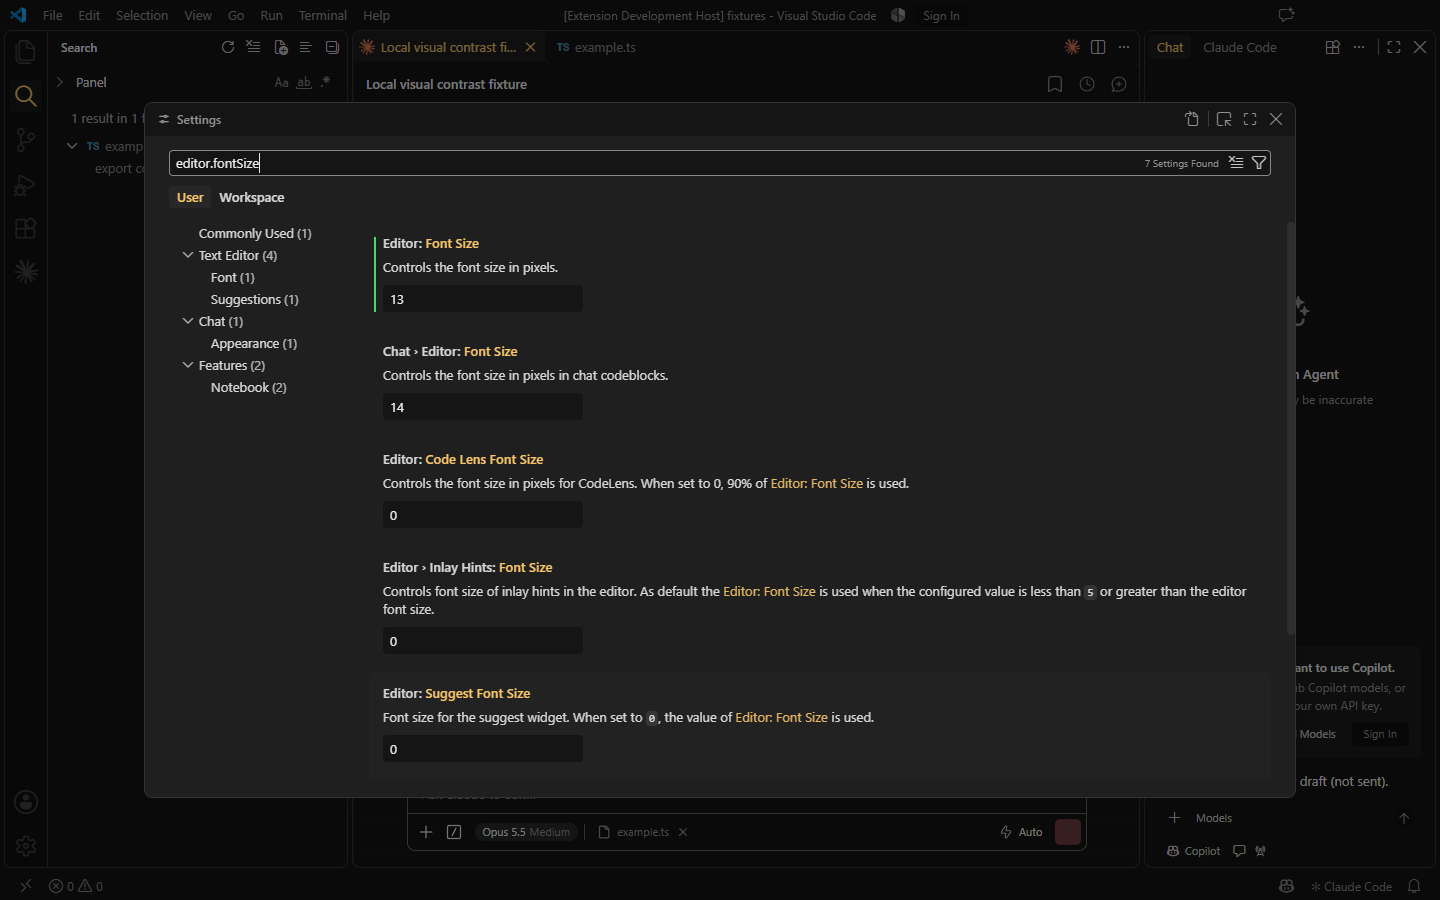 File Edit Selection View Go Run Terminal Help
[Extension Development Host] fixtures - Visual Studio Code
Sign In
Search
Local visual contrast fi...
TS example.ts
Chat Claude Code
Panel
Aa ab .*
Local visual contrast fixture
1 result in 1
TS examp
export co
Settings
editor.fontSize
7 Settings Found
User Workspace
Commonly Used (1)
Text Editor (4)
Font (1)
Suggestions (1)
Chat (1)
Appearance (1)
Features (2)
Notebook (2)
Editor: Font Size
Controls the font size in pixels.
13
Chat › Editor: Font Size
Controls the font size in pixels in chat codeblocks.
14
Editor: Code Lens Font Size
Controls the font size in pixels for CodeLens. When set to 0, 90% of Editor: Font Size is used.
0
Editor › Inlay Hints: Font Size
Controls font size of inlay hints in the editor. As default the Editor: Font Size is used when the configured value is less than 5 or greater than the editor
font size.
0
Editor: Suggest Font Size
Font size for the suggest widget. When set to 0, the value of Editor: Font Size is used.
0
Agent
be inaccurate
ant to use Copilot.
Copilot models, or
our own API key.
Models
Sign In
draft (not sent).
Models
Copilot
Opus 5.5 Medium
example.ts
Auto
0 0
Claude Code